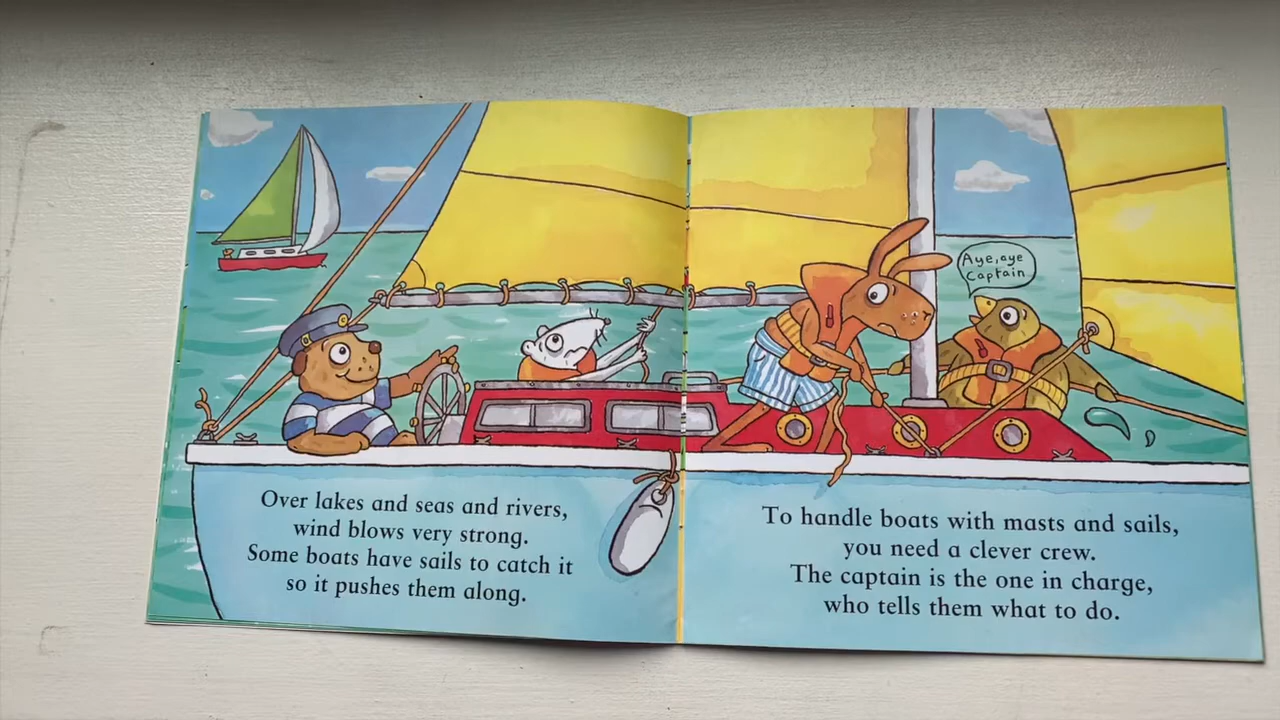 Aye, aye
Captain.
Over lakes and seas and rivers,
wind blows very strong.
Some boats have sails to catch it
so it pushes them along.
To handle boats with masts and sails,
you need a clever crew.
The captain is the one in charge,
who tells them what to do.